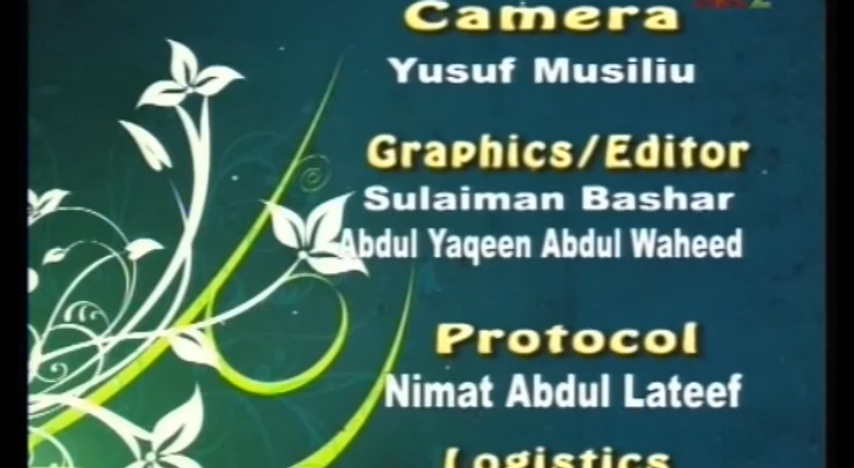 Camera
Yusuf Musiliu
Graphics/Editor
Sulaiman Bashar
Abdul Yaqeen Abdul Waheed
Protocol
Nimat Abdul Lateef
Logistics